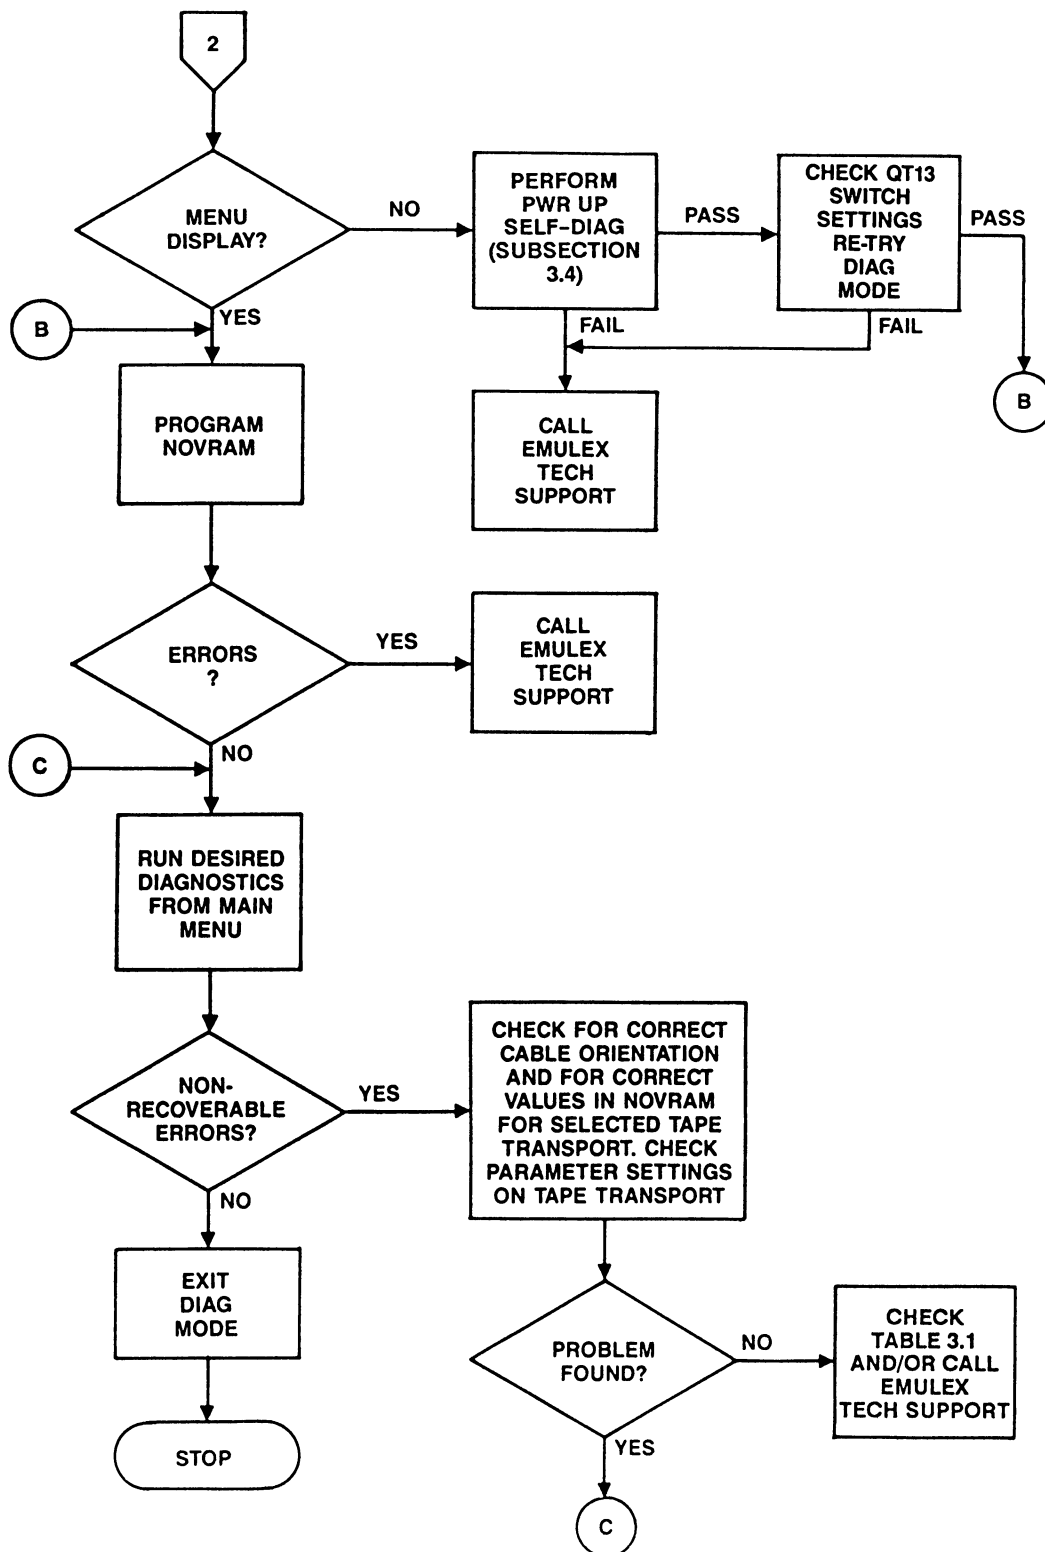 2
MENU
DISPLAY?
NO
PERFORM
PWR UP
SELF-DIAG
(SUBSECTION
3.4)
PASS
CHECK QT13
SWITCH
SETTINGS
RE-TRY
DIAG
MODE
PASS
YES
FAIL
FAIL
B
B
PROGRAM
NOVRAM
CALL
EMULEX
TECH
SUPPORT
ERRORS
?
YES
CALL
EMULEX
TECH
SUPPORT
NO
C
RUN DESIRED
DIAGNOSTICS
FROM MAIN
MENU
NON-
RECOVERABLE
ERRORS?
YES
CHECK FOR CORRECT
CABLE ORIENTATION
AND FOR CORRECT
VALUES IN NOVRAM
FOR SELECTED TAPE
TRANSPORT. CHECK
PARAMETER SETTINGS
ON TAPE TRANSPORT
NO
EXIT
DIAG
MODE
PROBLEM
FOUND?
NO
CHECK
TABLE 3.1
AND/OR CALL
EMULEX
TECH SUPPORT
YES
STOP
C